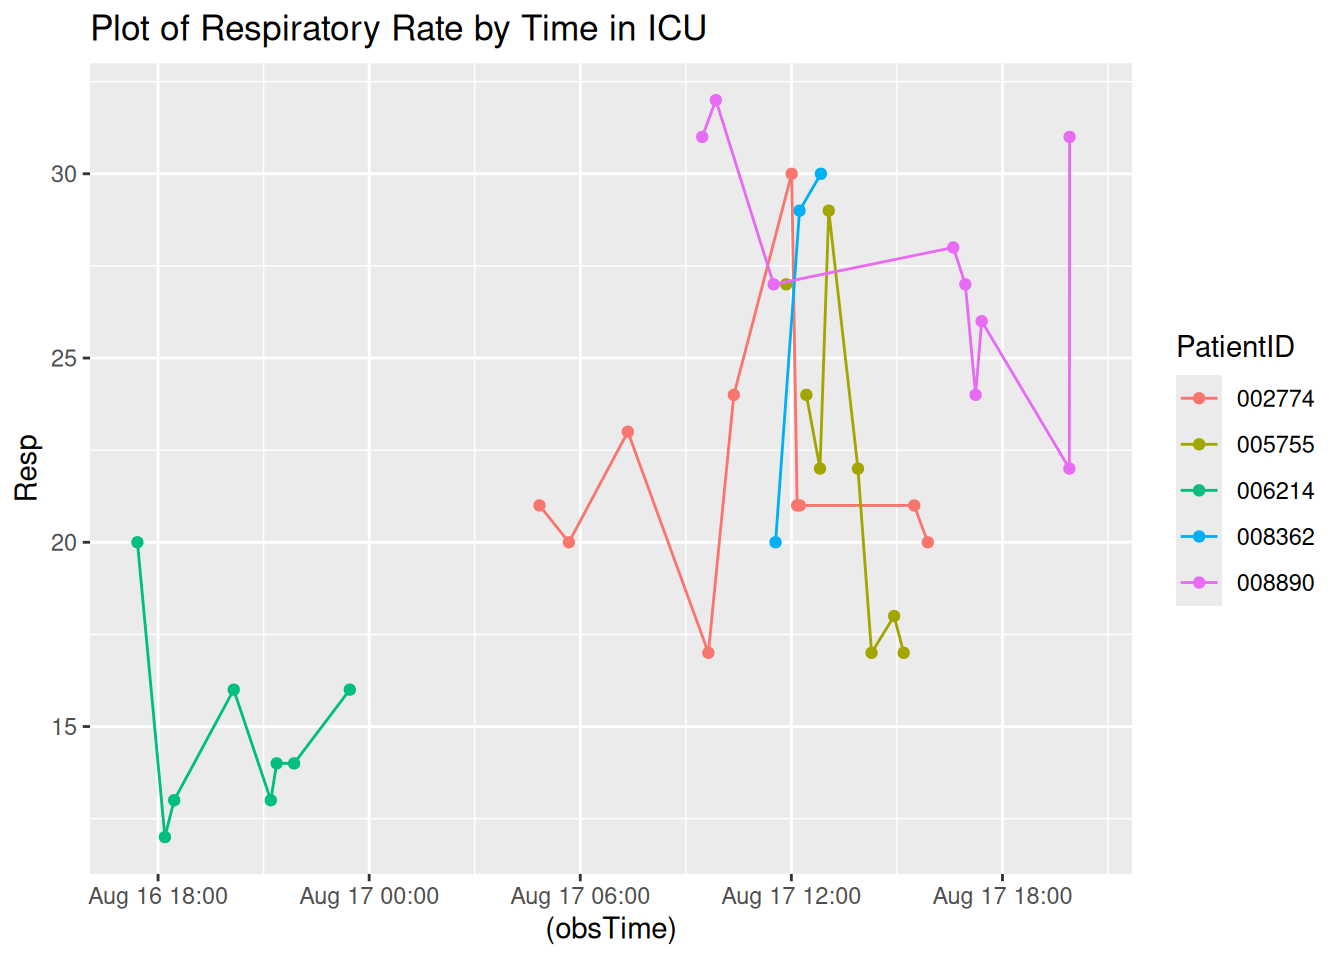 Plot of Respiratory Rate by Time in ICU
30
25
20
15
Resp
Aug 16 18:00 Aug 17 00:00 Aug 17 06:00 Aug 17 12:00 Aug 17 18:00
(obsTime)
PatientID
002774
005755
006214
008362
008890